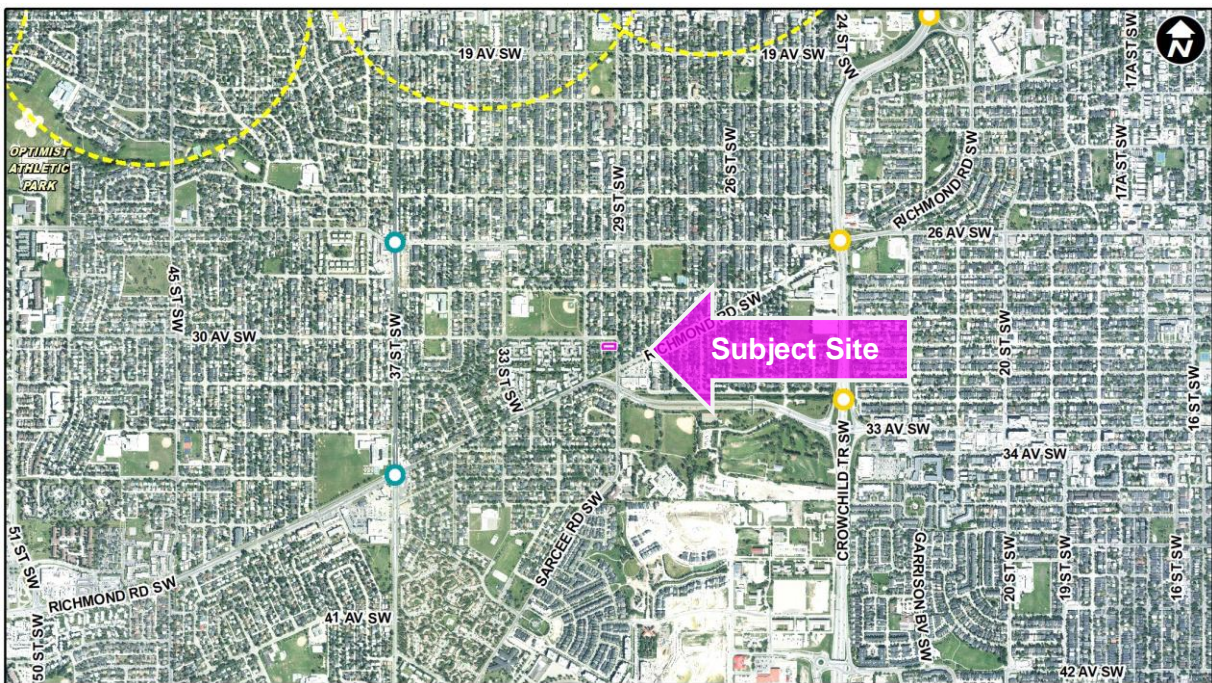 19 AV SW
19 AV SW
24 ST SW
N
17A ST SW
OPTIMIST
ATHLETIC
PARK
29 ST SW
26 ST SW
RICHMOND RD SW
17A ST SW
26 AV SW
45 ST SW
30 AV SW
37 ST SW
33 ST SW
RICHMOND RD SW
Subject Site
20 ST SW
16 ST SW
33 AV SW
34 AV SW
CROWCHILD TR SW
SARCEE RD SW
51 ST SW
RICHMOND RD SW
50 ST SW
41 AV SW
GARRISON BV SW
20 ST SW
19 ST SW
16 ST SW
42 AV SW